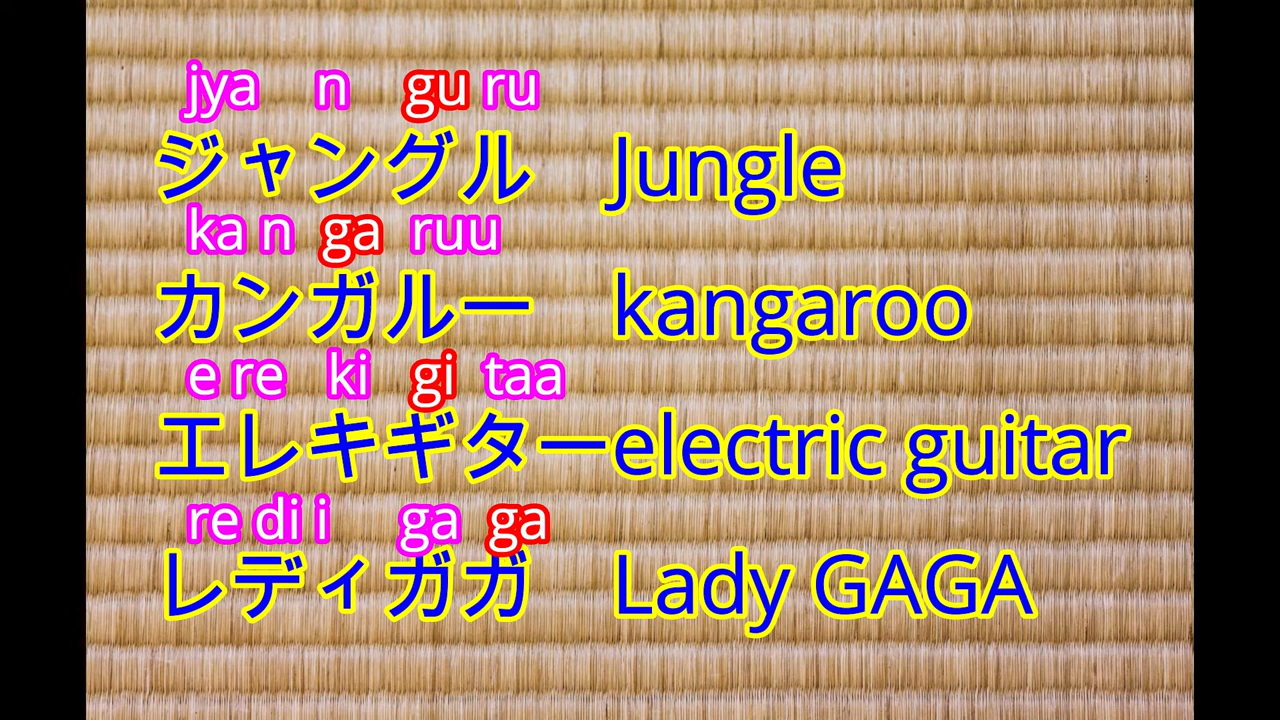 jya n gu ru
ジャングル Jungle
ka n ga ruu
カンガルー kangaroo
e re ki gi taa
エレキギターelectric guitar
re di i ga ga
レディガガ Lady GAGA